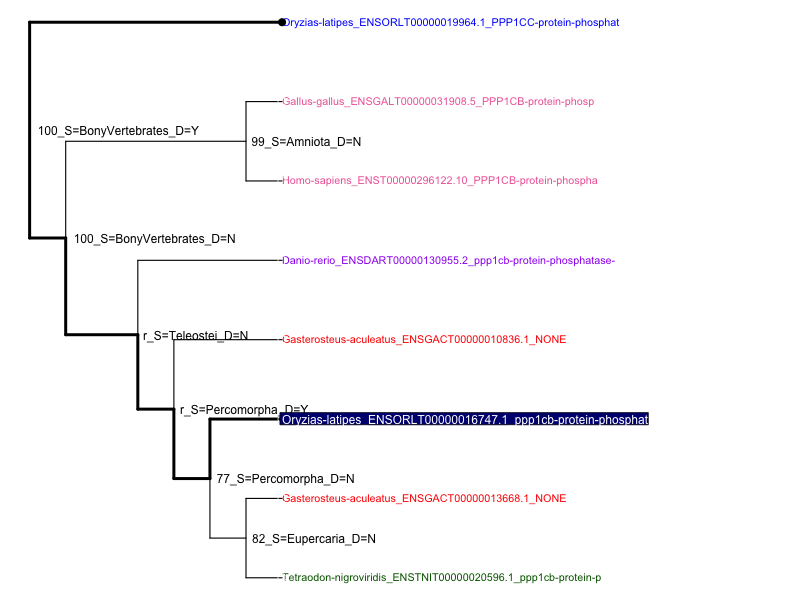 Oryzias-latipes_ENSORLT00000019964.1_PPP1CC-protein-phosphat
Gallus-gallus_ENSGALT00000031908.5_PPP1CB-protein-phosp
100_S=BonyVertebrates_D=Y
99_S=Amniota_D=N
Homo-sapiens_ENST00000296122.10_PPP1CB-protein-phospha
100_S=BonyVertebrates_D=N
Danio-rerio_ENSDART00000130955.2_ppp1cb-protein-phosphatase-
r_S=Teleostei_D=N
Gasterosteus-aculeatus_ENSGACT00000010836.1_NONE
r_S=Percomorpha_D=Y
Oryzias-latipes_ENSORLT00000016747.1_ppp1cb-protein-phosphat
77_S=Percomorpha_D=N
Gasterosteus-aculeatus_ENSGACT00000013668.1_NONE
82_S=Eupercaria_D=N
Tetraodon-nigroviridis_ENSTNIT00000020596.1_ppp1cb-protein-p